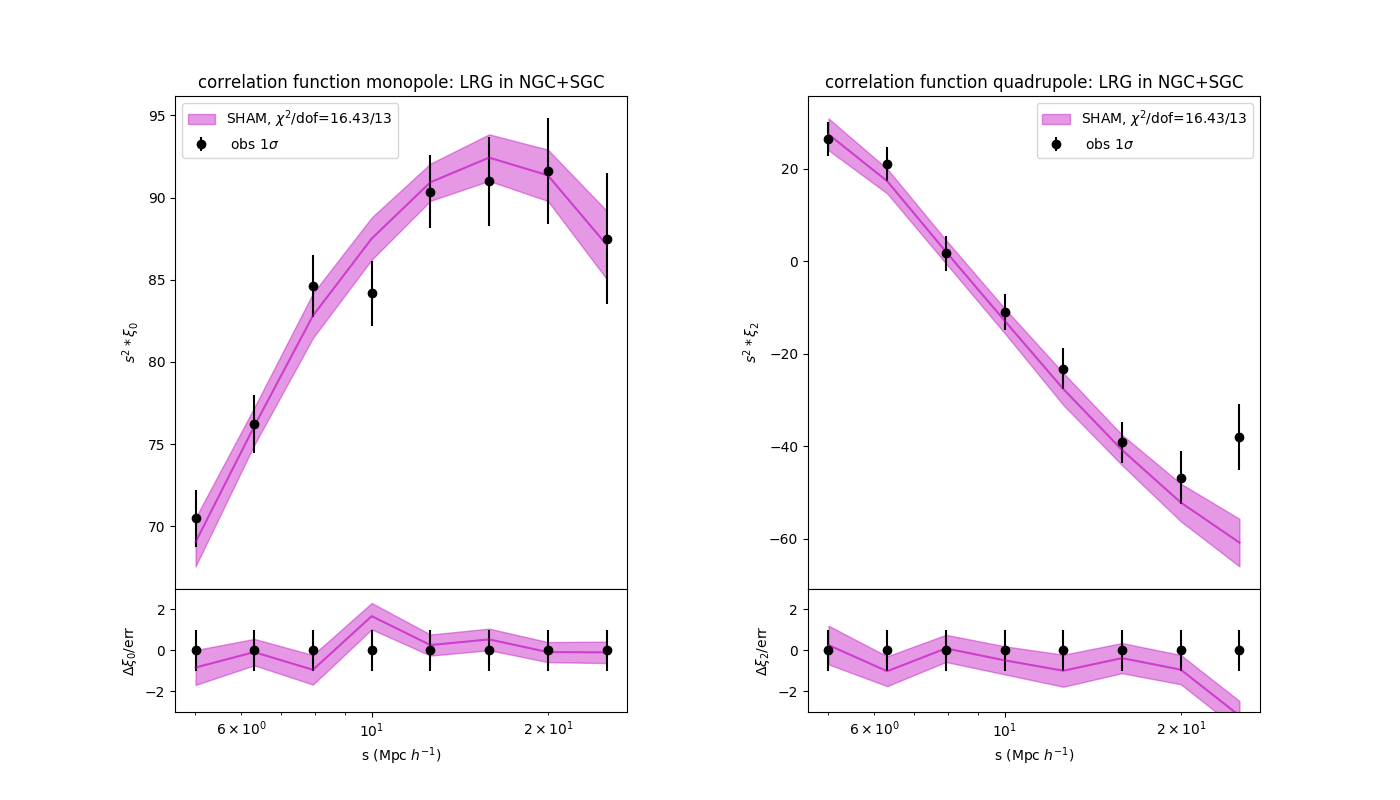 correlation function monopole: LRG in NGC+SGC
SHAM, χ²/dof=16.43/13
obs 1σ
95
90
85
80
75
70
s² * ξ₀
2
0
−2
Δξ₀/err
6 × 10⁰
10¹
2 × 10¹
s (Mpc h⁻¹)
correlation function quadrupole: LRG in NGC+SGC
SHAM, χ²/dof=16.43/13
obs 1σ
20
0
−20
−40
−60
s² * ξ₂
2
0
−2
Δξ₂/err
6 × 10⁰
10¹
2 × 10¹
s (Mpc h⁻¹)